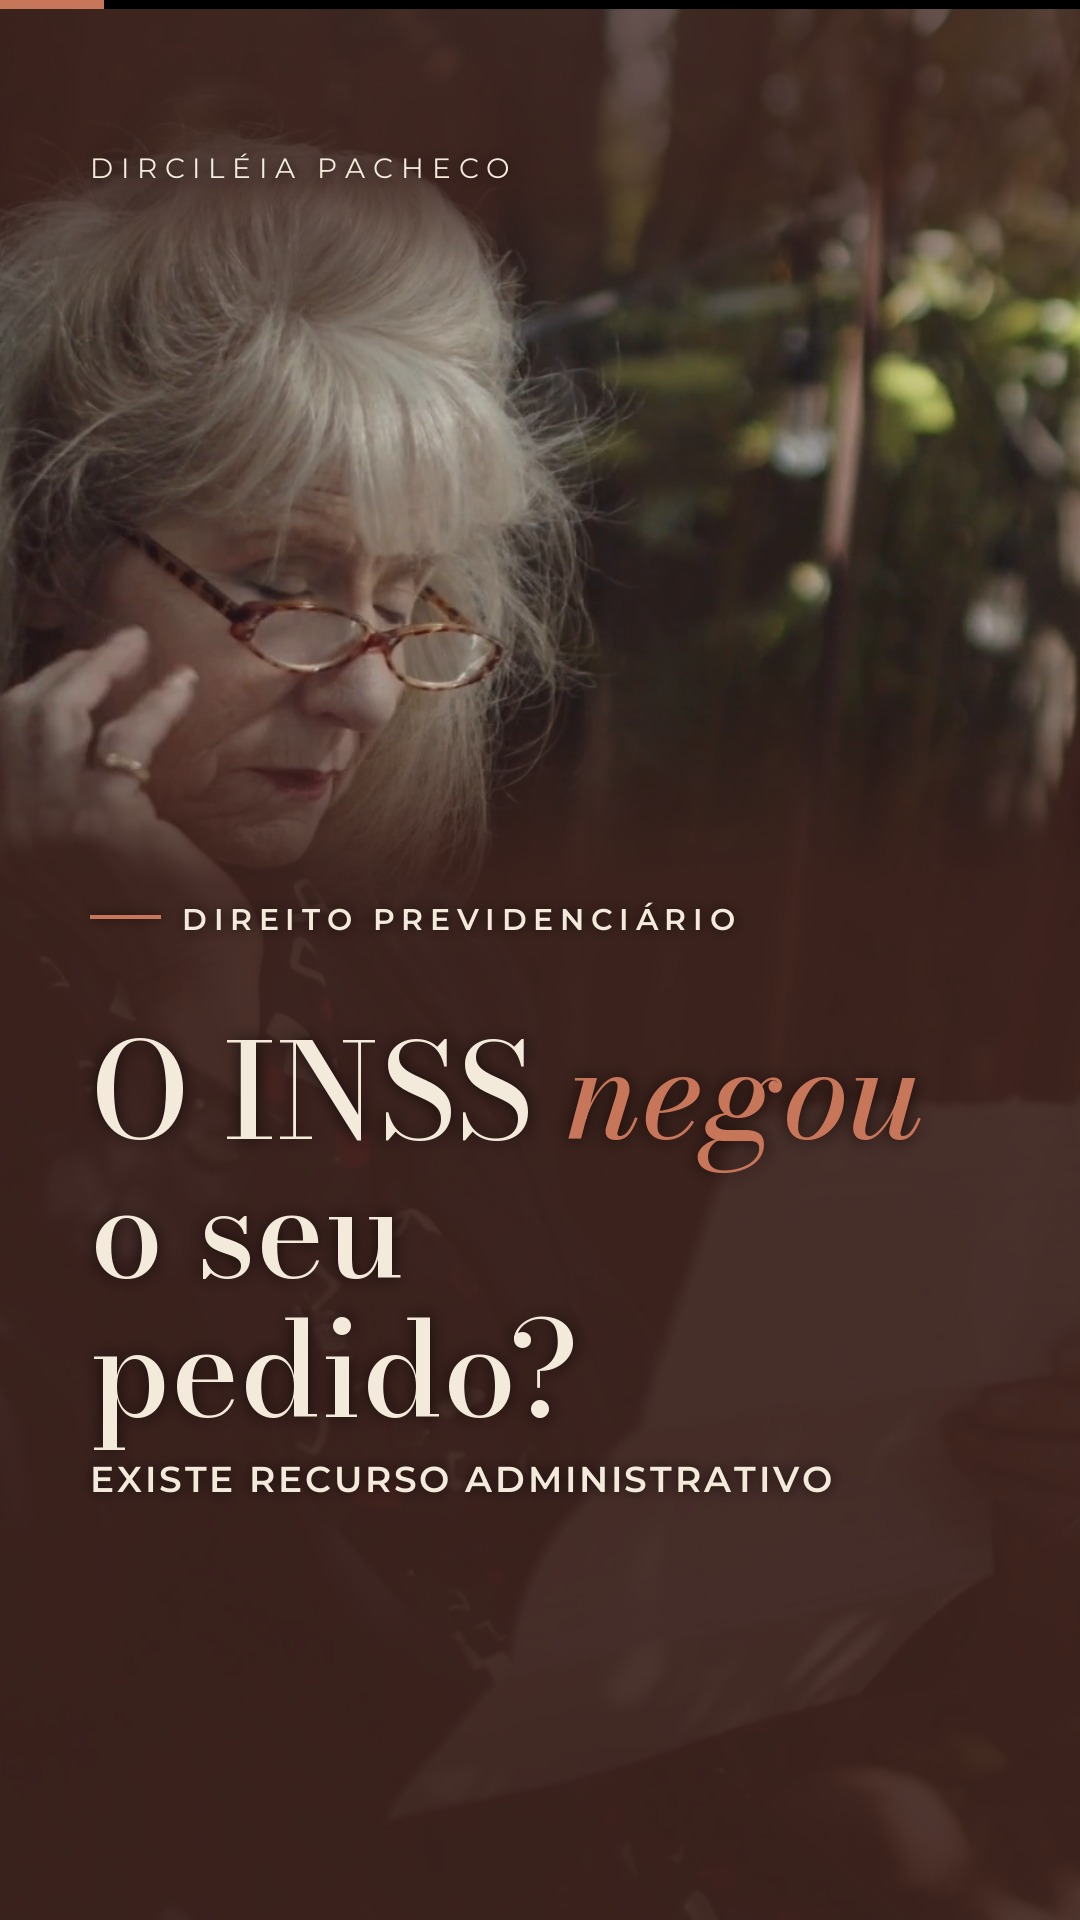 DIRCILÉIA PACHECO
DIREITO PREVIDENCIÁRIO
O INSS negou
o seu
pedido?
EXISTE RECURSO ADMINISTRATIVO